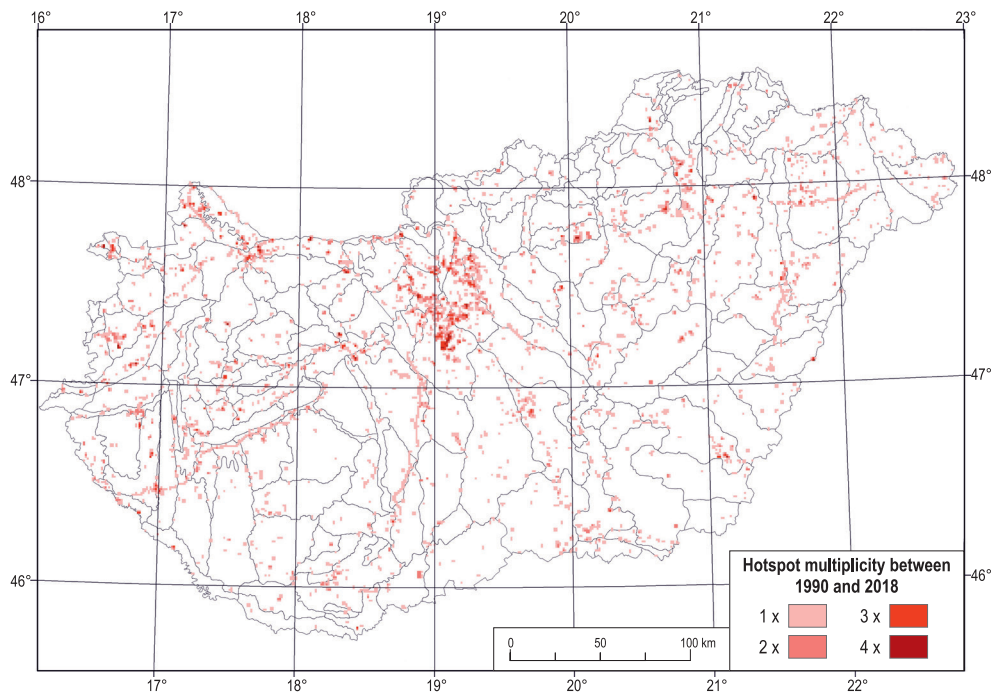 16° 17° 18° 19° 20° 21° 22° 23°
48° 48°
47° 47°
46° 46°
Hotspot multiplicity between
1990 and 2018
1 x 3 x
2 x 4 x
0 50 100 km
17° 18° 19° 20° 21° 22°